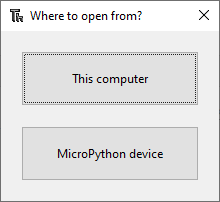 Where to open from?
This computer
MicroPython device